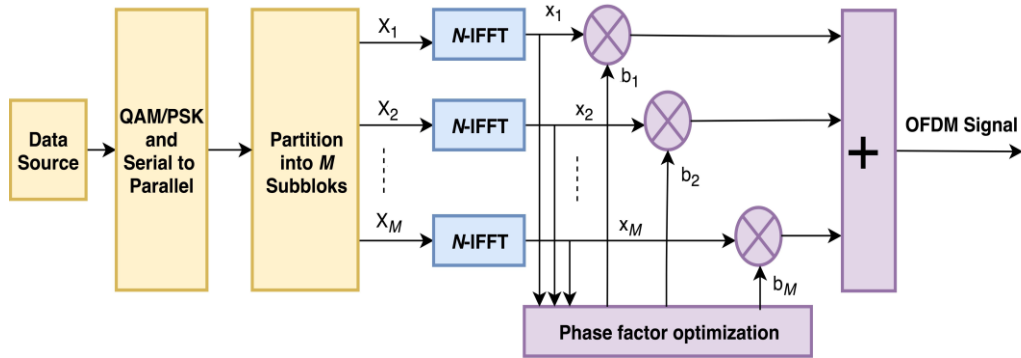 Data
Source
QAM/PSK
and
Serial to
Parallel
Partition
into M
Subbloks
X1
N-IFFT
x1
b1
X2
N-IFFT
x2
b2
XM
N-IFFT
xM
bM
Phase factor optimization
+
OFDM Signal